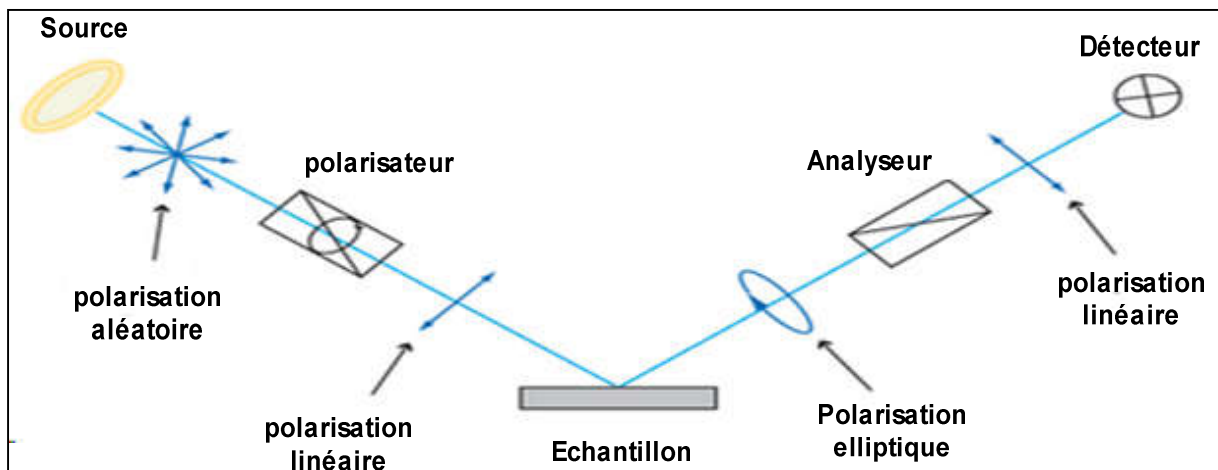 Source
Détecteur
polarisateur
Analyseur
polarisation
aléatoire
polarisation
linéaire
polarisation
linéaire
Echantillon
Polarisation
elliptique